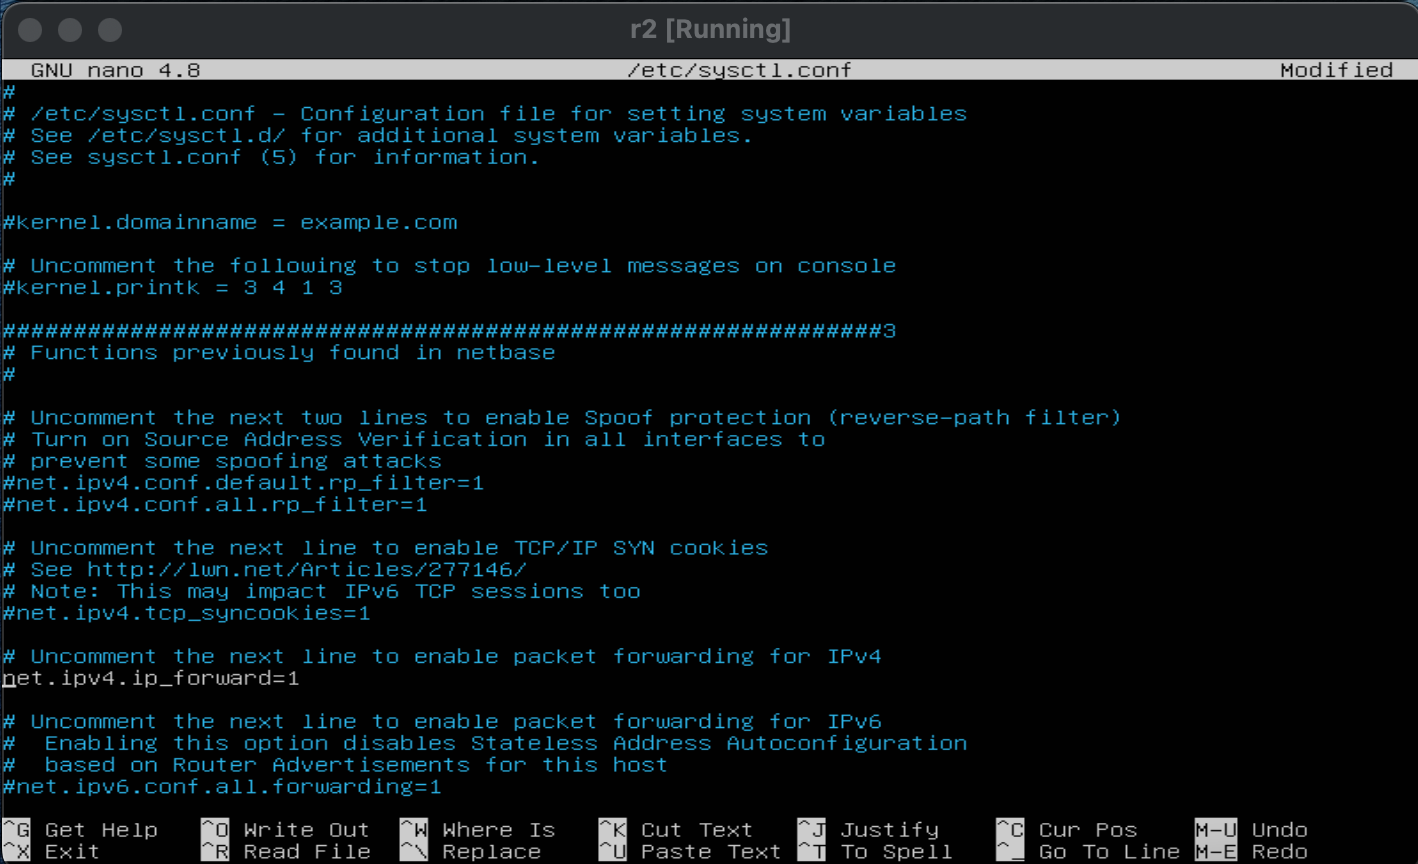 r2 [Running]
GNU nano 4.8 /etc/sysctl.conf Modified
#
# /etc/sysctl.conf - Configuration file for setting system variables
# See /etc/sysctl.d/ for additional system variables.
# See sysctl.conf (5) for information.
#
#kernel.domainname = example.com
# Uncomment the following to stop low-level messages on console
#kernel.printk = 3 4 1 3
##############################################################3
# Functions previously found in netbase
#
# Uncomment the next two lines to enable Spoof protection (reverse-path filter)
# Turn on Source Address Verification in all interfaces to
# prevent some spoofing attacks
#net.ipv4.conf.default.rp_filter=1
#net.ipv4.conf.all.rp_filter=1
# Uncomment the next line to enable TCP/IP SYN cookies
# See http://lwn.net/Articles/277146/
# Note: This may impact IPv6 TCP sessions too
#net.ipv4.tcp_syncookies=1
# Uncomment the next line to enable packet forwarding for IPv4
net.ipv4.ip_forward=1
# Uncomment the next line to enable packet forwarding for IPv6
#  Enabling this option disables Stateless Address Autoconfiguration
#  based on Router Advertisements for this host
#net.ipv6.conf.all.forwarding=1
^G Get Help ^O Write Out ^W Where Is ^K Cut Text ^J Justify ^C Cur Pos M-U Undo
^X Exit ^R Read File ^\ Replace ^U Paste Text ^T To Spell ^_ Go To Line M-E Redo